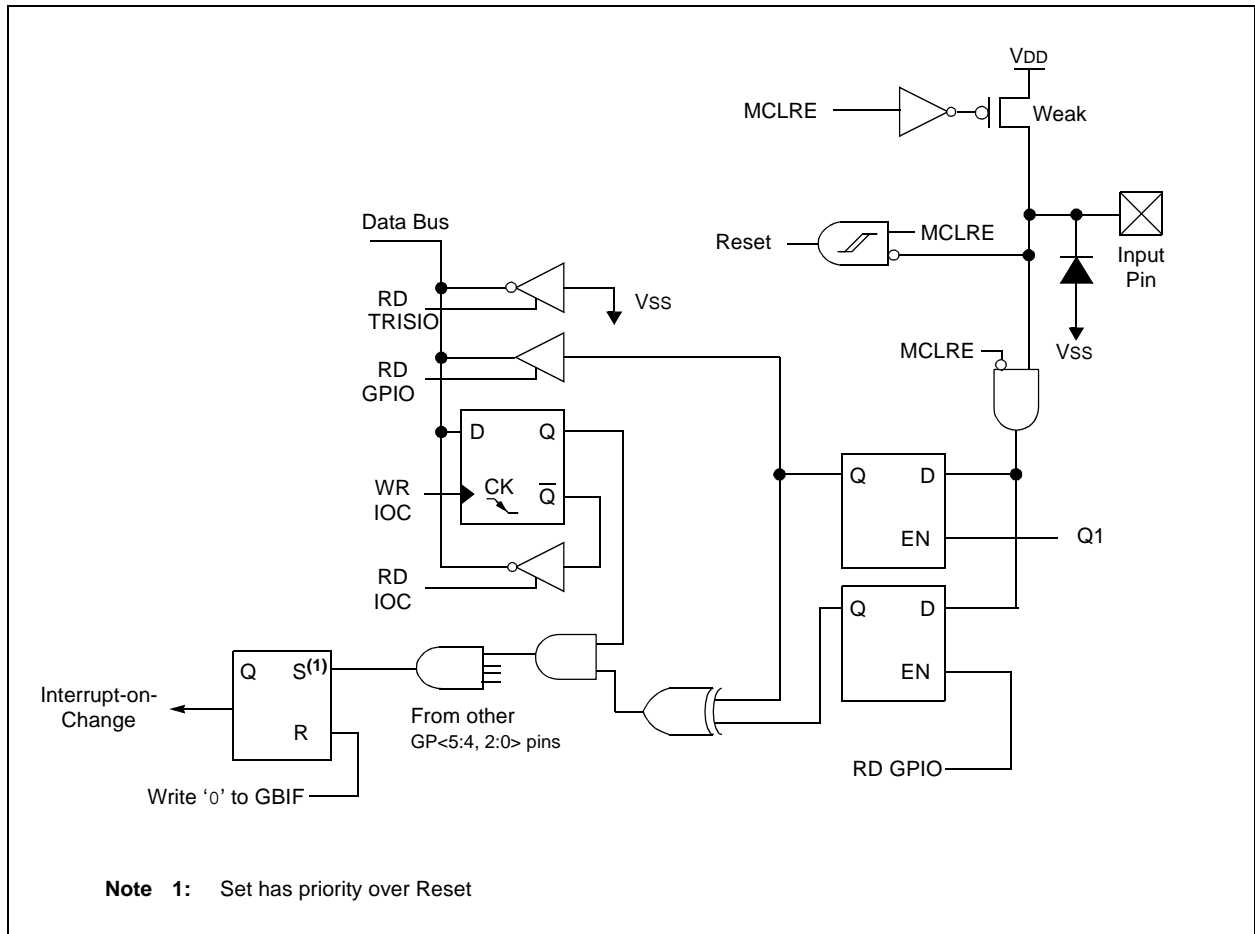 VDD
MCLRE
Weak
Data Bus
Reset
MCLRE
Input
Pin
RD
TRISIO
VSS
MCLRE
VSS
RD
GPIO
D Q
Q D
WR
IOC
CK
Q
EN
Q1
RD
IOC
Q D
EN
Q S(1)
Interrupt-on-
Change
R
From other
GP<5:4, 2:0> pins
RD GPIO
Write ‘0’ to GBIF
Note 1: Set has priority over Reset